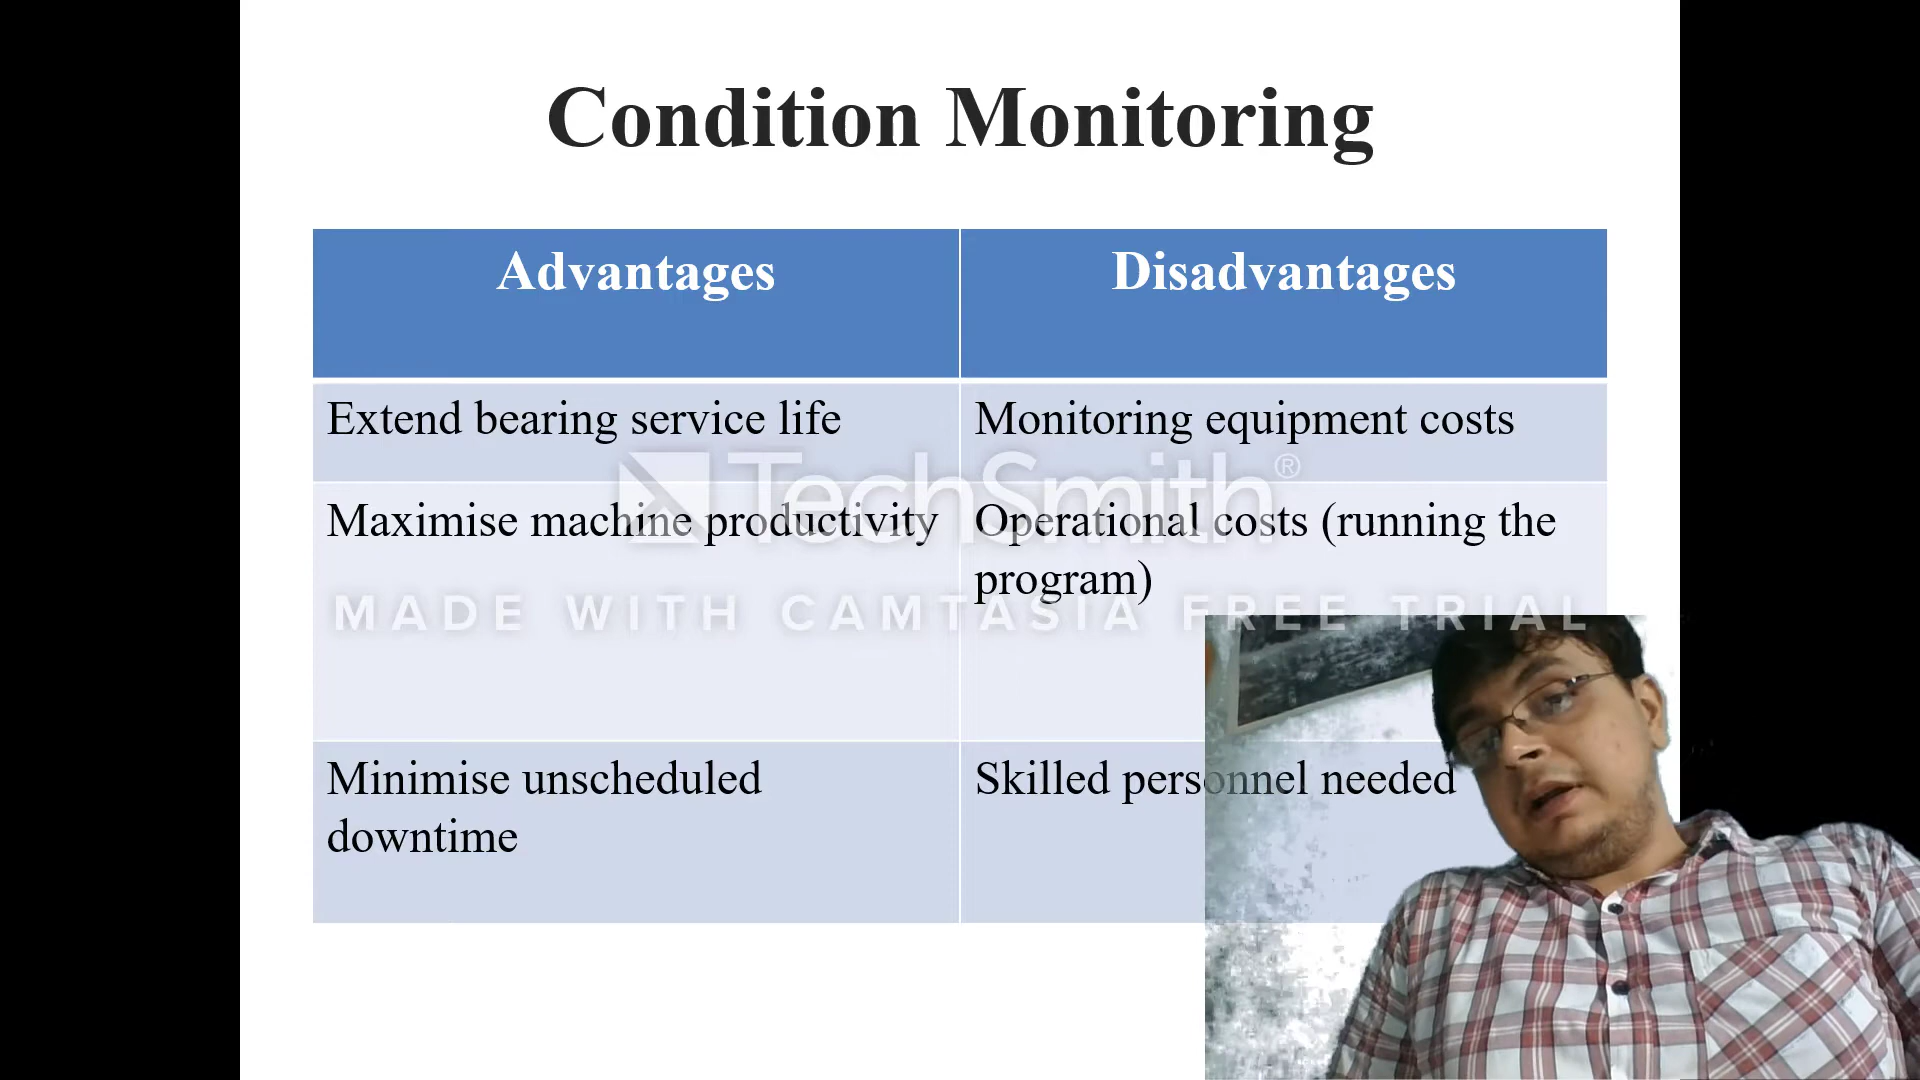 Condition Monitoring
Advantages
Disadvantages
Extend bearing service life
Monitoring equipment costs
Maximise machine productivity
Operational costs (running the
program)
Minimise unscheduled
downtime
Skilled personnel needed
TechSmith®
MADE WITH CAMTASIA FREE TRIAL